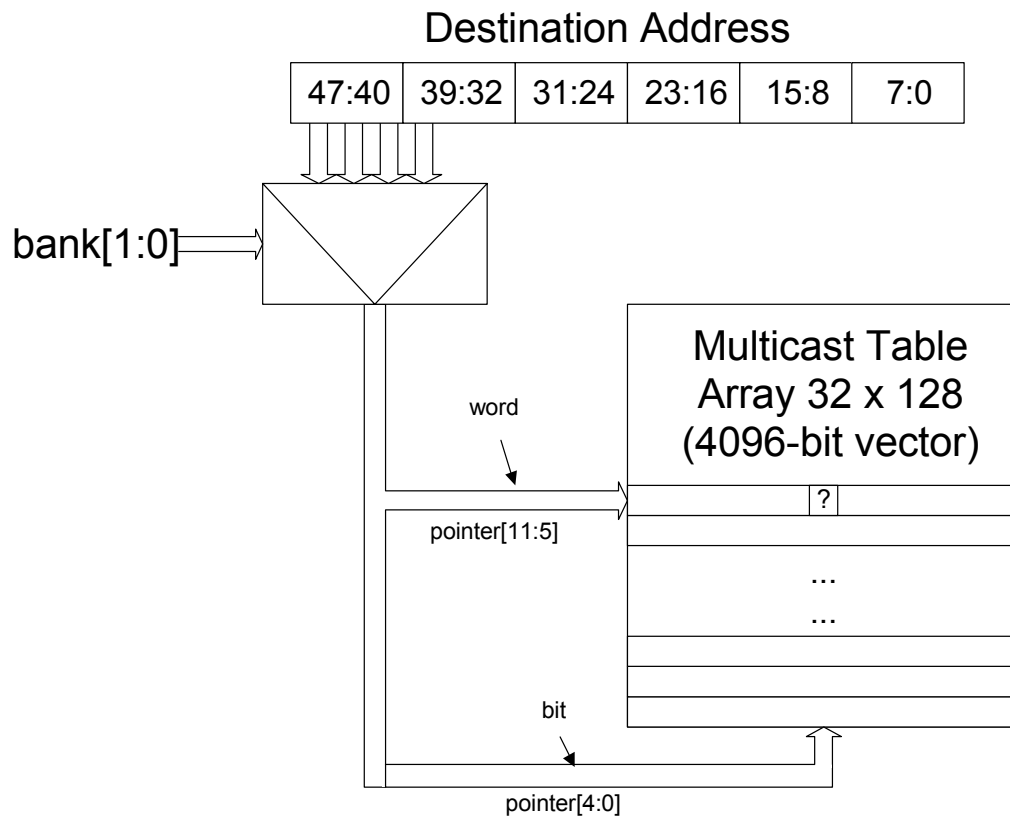 Destination Address
47:40 39:32 31:24 23:16 15:8 7:0
bank[1:0]
Multicast Table
Array 32 x 128
(4096-bit vector)
word
?
pointer[11:5]
...
...
bit
pointer[4:0]